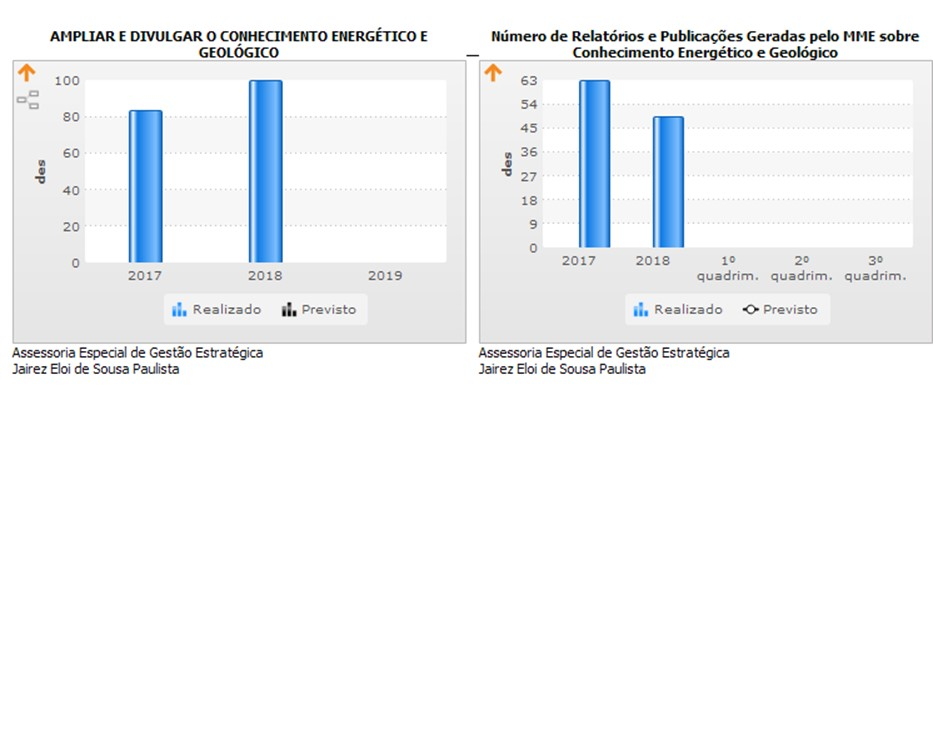 AMPLIAR E DIVULGAR O CONHECIMENTO ENERGÉTICO E
GEOLÓGICO
100
80
60
40
20
0
des
2017
2018
2019
Realizado
Previsto
Assessoria Especial de Gestão Estratégica
Jairez Eloi de Sousa Paulista
Número de Relatórios e Publicações Geradas pelo MME sobre
Conhecimento Energético e Geológico
63
54
45
36
27
18
9
0
des
2017
2018
1º
quadrim.
2º
quadrim.
3º
quadrim.
Realizado
Previsto
Assessoria Especial de Gestão Estratégica
Jairez Eloi de Sousa Paulista